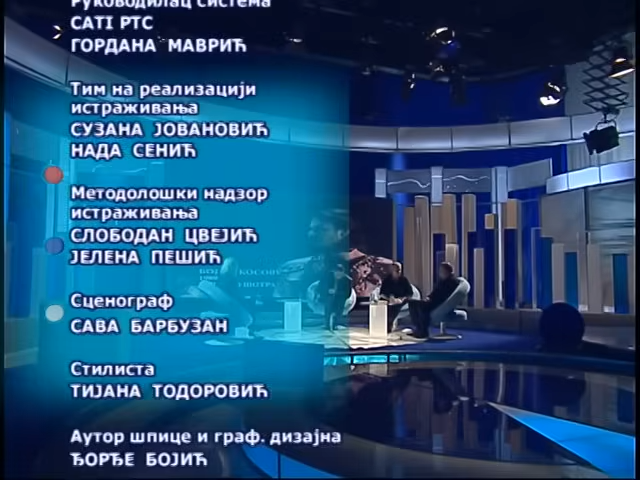 Руководилац система
САТІ РТС
ГОРДАНА МАВРИЋ
Тим на реализацији
истраживања
СУЗАНА ЈОВАНОВИЋ
НАДА СЕНИЋ
Методолошки надзор
истраживања
СЛОБОДАН ЦВЕЈИЋ
ЈЕЛЕНА ПЕШИЋ
Сценограф
САВА БАРБУЗАН
Стилиста
ТИЈАНА ТОДОРОВИЋ
Аутор шпице и граф. дизајна
ЂОРЂЕ БОЈИЋ